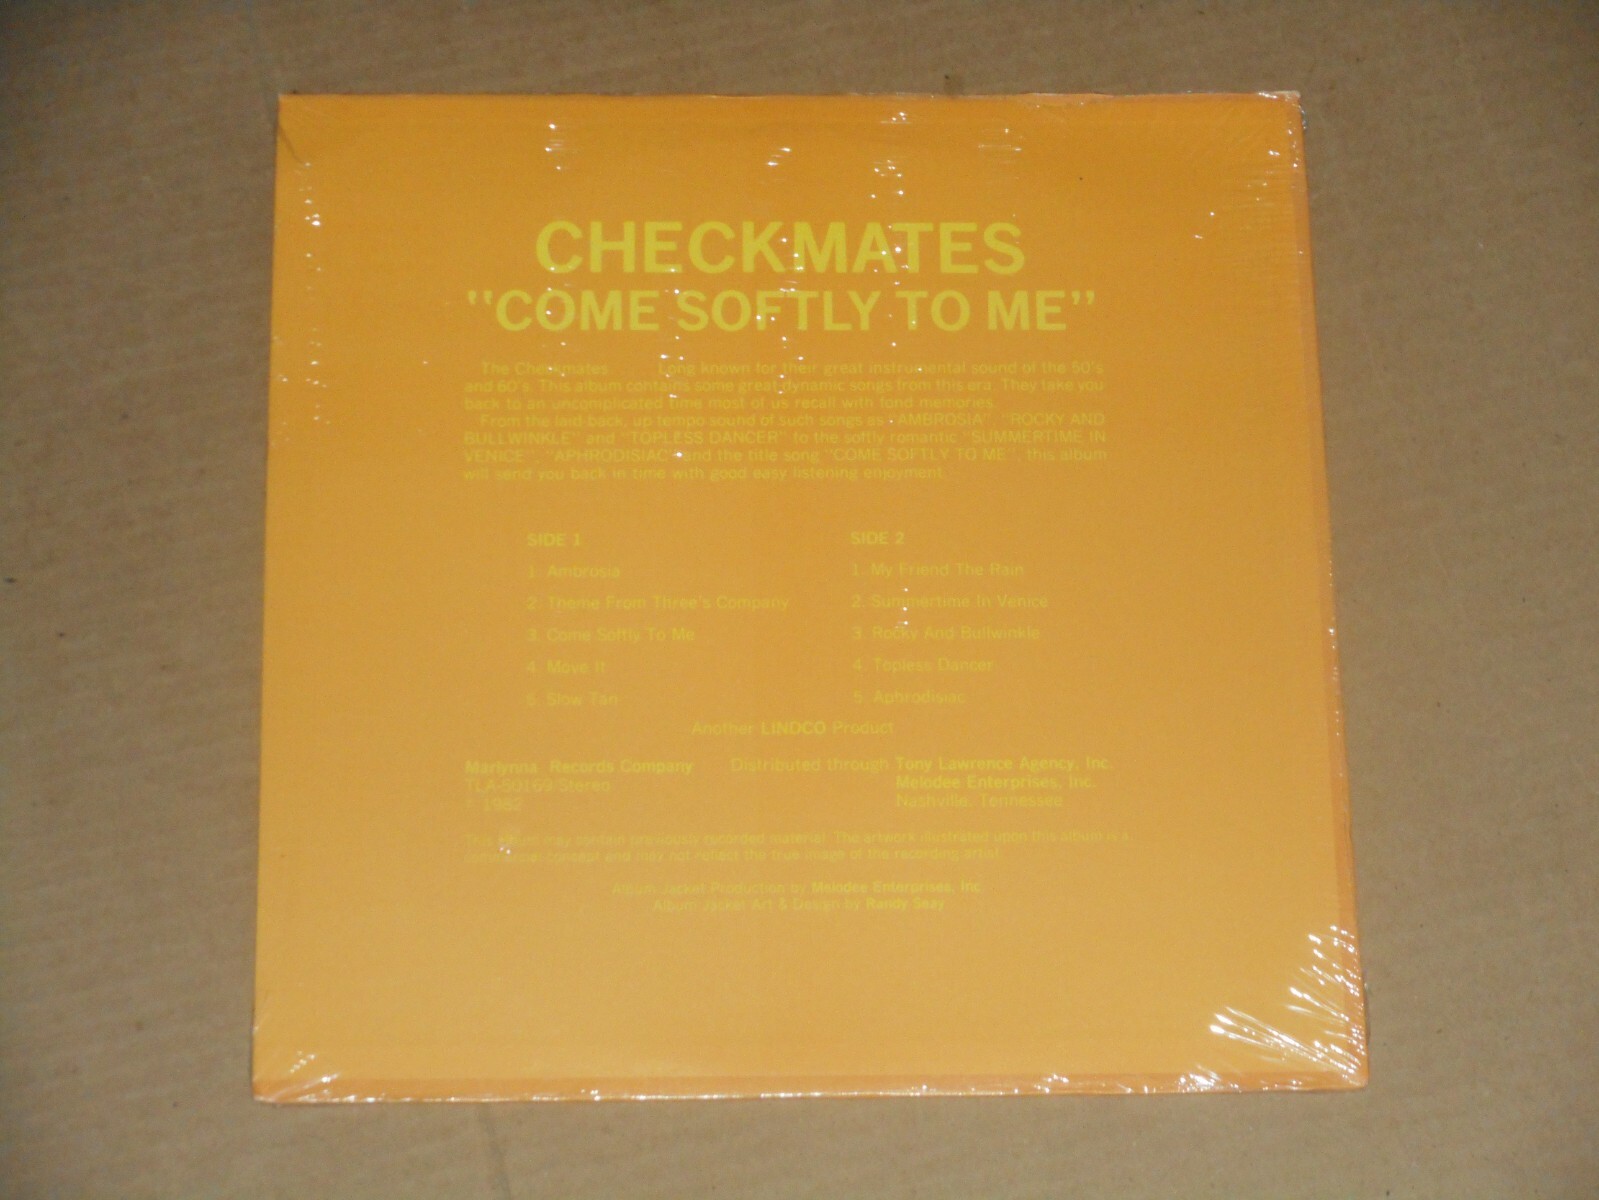 CHECKMATES
"COME SOFTLY TO ME"
The Checkmates . . . Long known for their great instrumental sound of the 50's
and 60's. This album contains some great dynamic songs from this era. They take you
back to an uncomplicated time most of us recall with fond memories.
From the laid-back, up tempo sound of such songs as "AMBROSIA", "ROCKY AND
BULLWINKLE" and "TOPLESS DANCER" to the softly romantic "SUMMERTIME IN
VENICE", "APHRODISIAC" and the title song "COME SOFTLY TO ME", this album
will send you back in time with good easy listening enjoyment.
SIDE 1
1. Ambrosia
2. Theme From Three's Company
3. Come Softly To Me
4. Move It
5. Slow Tan
SIDE 2
1. My Friend The Rain
2. Summertime In Venice
3. Rocky And Bullwinkle
4. Topless Dancer
5. Aphrodisiac
Another LINDCO Product
Marlynna Records Company
TLA-50169 Stereo
1982
Distributed through Tony Lawrence Agency, Inc.
Melodee Enterprises, Inc.
Nashville, Tennessee
This album may contain previously recorded material. The artwork illustrated upon this album is a
commercial concept and may not reflect the true image of the recording artist.
Album Jacket Production by Melodee Enterprises, Inc.
Album Jacket Art & Design by Randy Seay